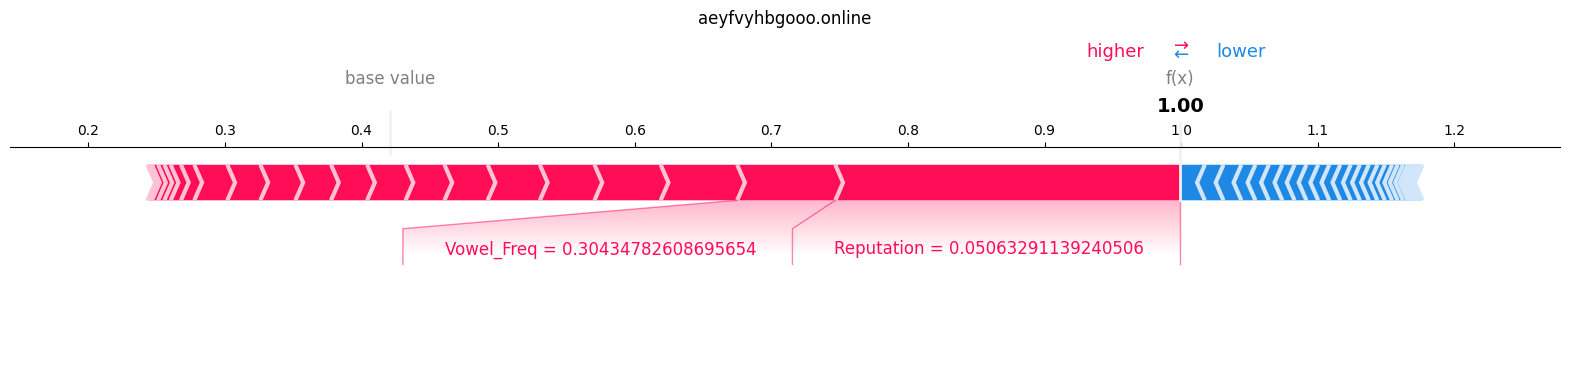 aeyfvyhbgooo.online
higher ⇄ lower
base value f(x)
1.00
0.2 0.3 0.4 0.5 0.6 0.7 0.8 0.9 1.0 1.1 1.2
Vowel_Freq = 0.30434782608695654 Reputation = 0.05063291139240506